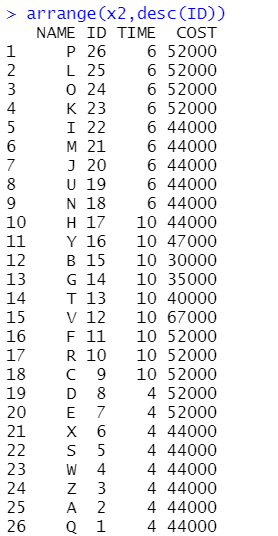 > arrange(x2,desc(ID))
   NAME ID TIME  COST
1     P 26    6 52000
2     L 25    6 52000
3     O 24    6 52000
4     K 23    6 52000
5     I 22    6 44000
6     M 21    6 44000
7     J 20    6 44000
8     U 19    6 44000
9     N 18    6 44000
10    H 17   10 44000
11    Y 16   10 47000
12    B 15   10 30000
13    G 14   10 35000
14    T 13   10 40000
15    V 12   10 67000
16    F 11   10 52000
17    R 10   10 52000
18    C  9   10 52000
19    D  8    4 52000
20    E  7    4 52000
21    X  6    4 44000
22    S  5    4 44000
23    W  4    4 44000
24    Z  3    4 44000
25    A  2    4 44000
26    Q  1    4 44000